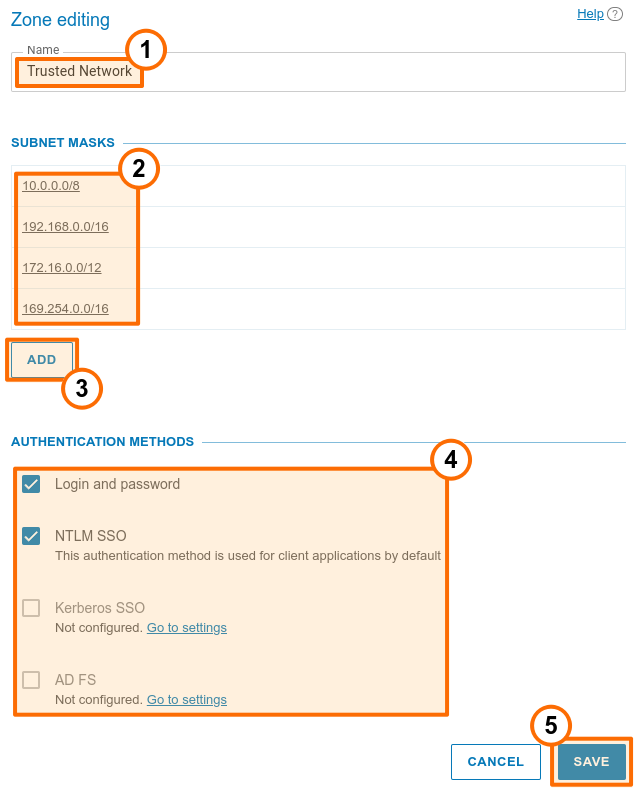 Zone editing
Help ?
Name
1
Trusted Network
SUBNET MASKS
2
10.0.0.0/8
192.168.0.0/16
172.16.0.0/12
169.254.0.0/16
ADD
3
AUTHENTICATION METHODS
4
Login and password
NTLM SSO
This authentication method is used for client applications by default
Kerberos SSO
Not configured. Go to settings
AD FS
Not configured. Go to settings
5
CANCEL
SAVE